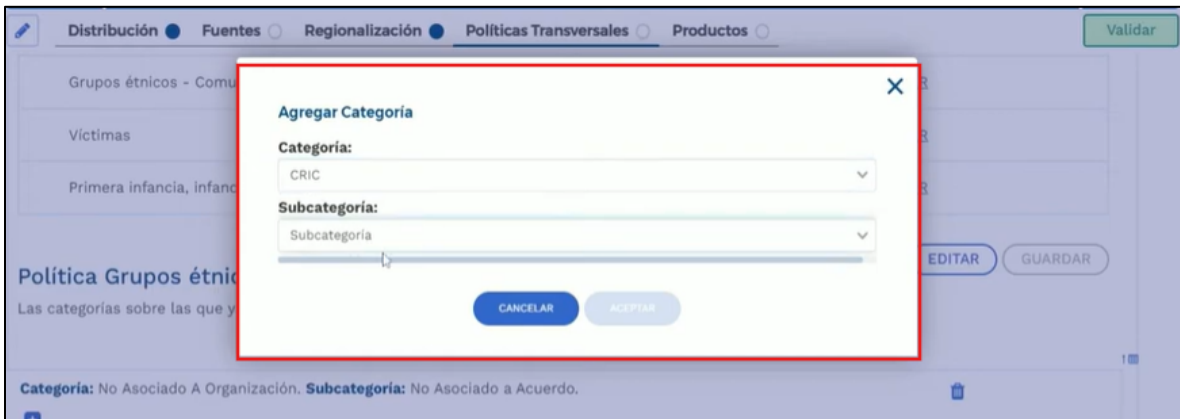 Distribución Fuentes Regionalización Políticas Transversales Productos Validar
Grupos étnicos - Comu
Víctimas
Primera infancia, infanc
Agregar Categoría
Categoría:
CRIC
Subcategoría:
Subcategoría
CANCELAR ACEPTAR
EDITAR GUARDAR
Política Grupos étnic
Las categorías sobre las que y
Categoría: No Asociado A Organización. Subcategoría: No Asociado a Acuerdo.